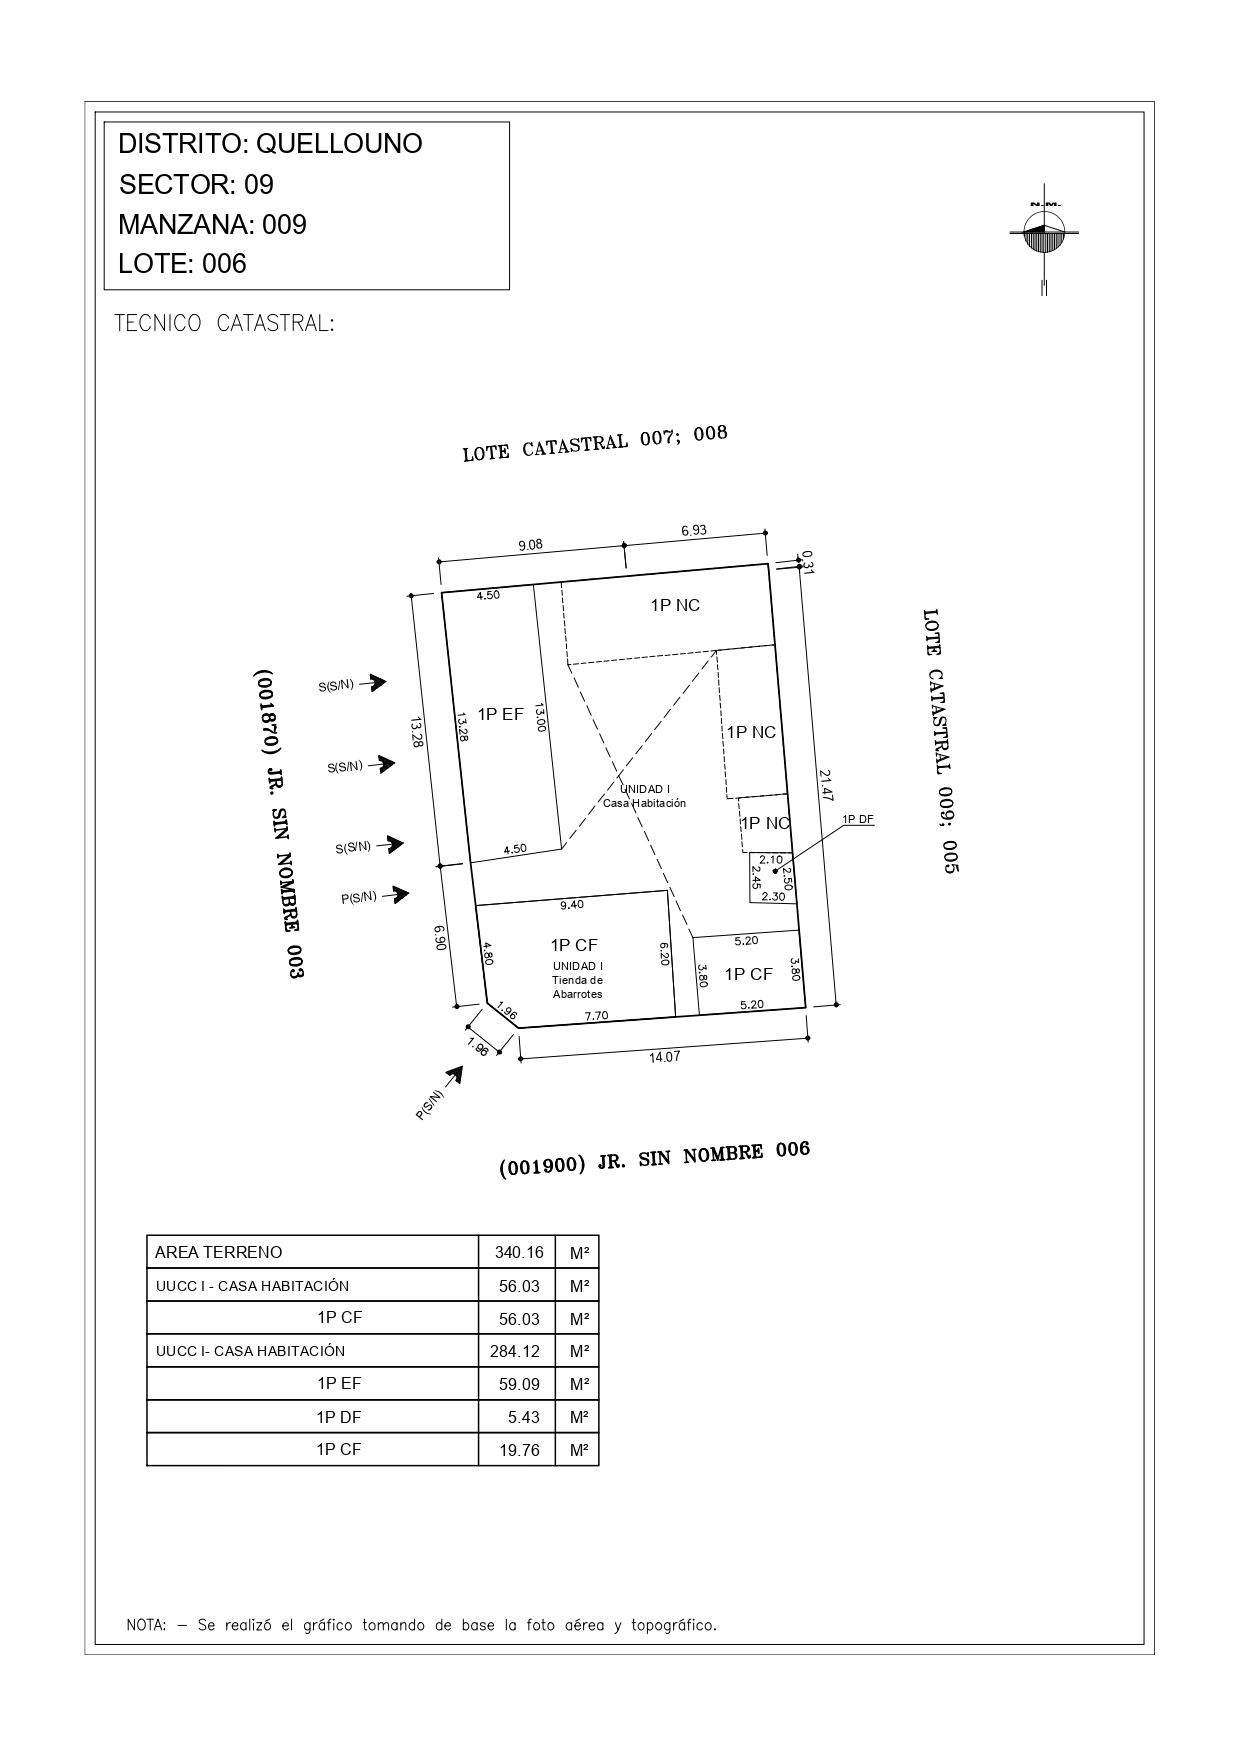 DISTRITO: QUELLOUNO
SECTOR: 09
MANZANA: 009
LOTE: 006
N.M.
TECNICO CATASTRAL:
LOTE CATASTRAL 007; 008
9.08
6.93
0.31
4.50
1P NC
LOTE CATASTRAL 009; 005
(001870) JR. SIN NOMBRE 003
S(S/N)
13.28
13.28
1P EF
13.00
1P NC
S(S/N)
21.47
UNIDAD I
Casa Habitación
1P NC
1P DF
S(S/N)
4.50
2.10
2.45
2.50
2.30
P(S/N)
9.40
6.90
4.80
1P CF
6.20
5.20
UNIDAD I
Tienda de
Abarrotes
3.80
1P CF
3.80
1.96
7.70
5.20
1.96
14.07
P(S/N)
(001900) JR. SIN NOMBRE 006
AREA TERRENO 340.16 M²
UUCC I - CASA HABITACIÓN 56.03 M²
1P CF 56.03 M²
UUCC I- CASA HABITACIÓN 284.12 M²
1P EF 59.09 M²
1P DF 5.43 M²
1P CF 19.76 M²
NOTA: - Se realizó el gráfico tomando de base la foto aérea y topográfico.